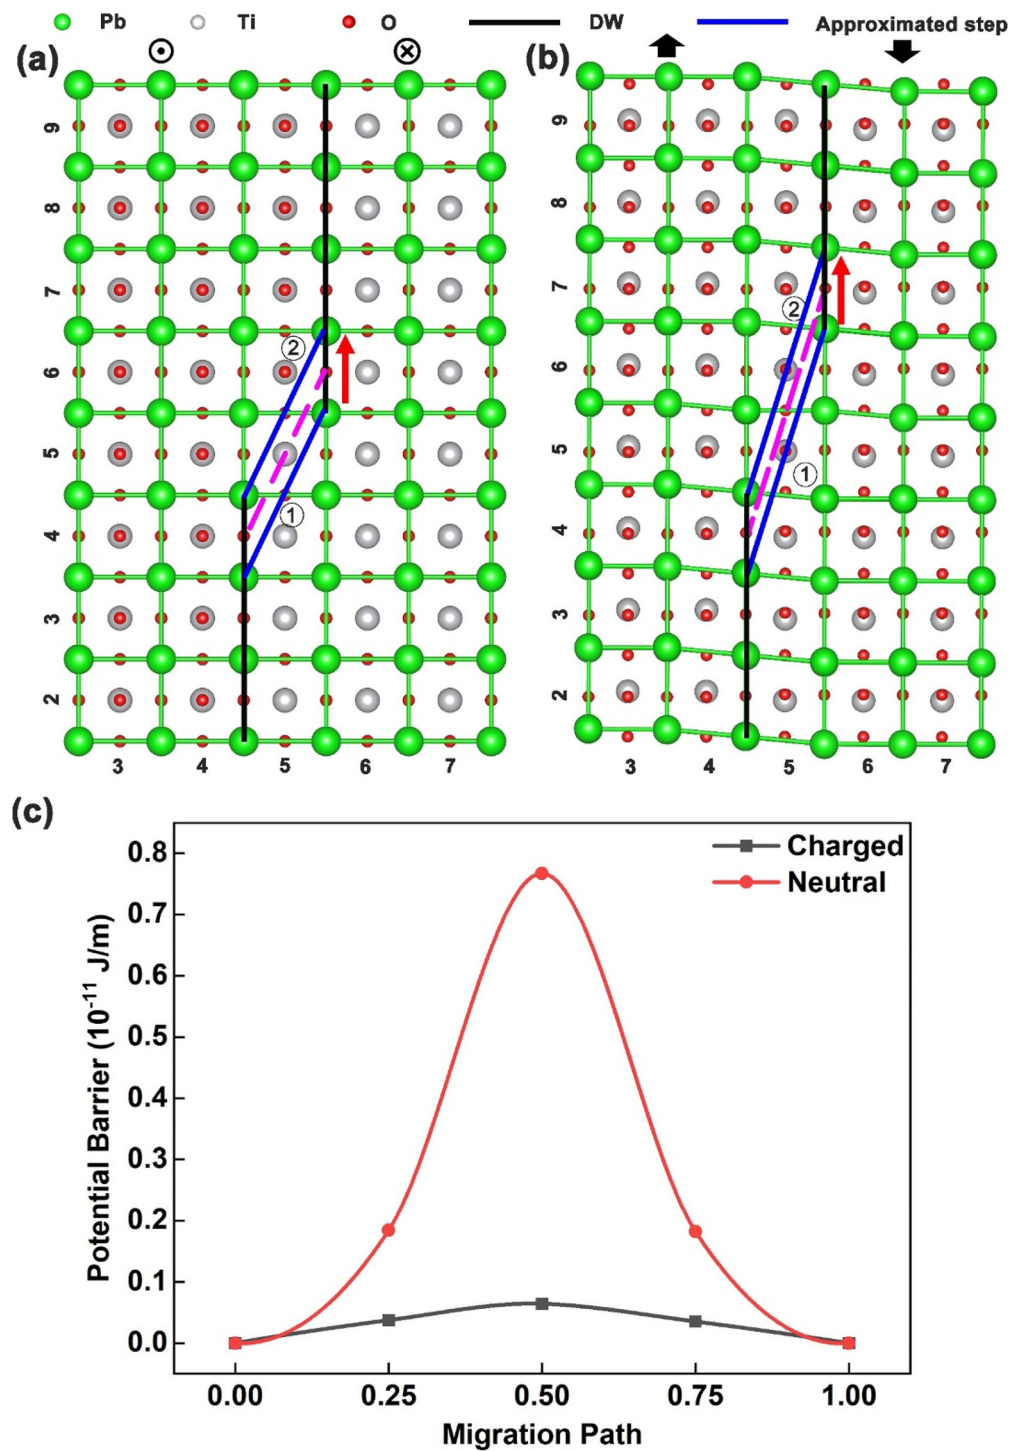 Pb Ti O DW Approximated step
(a) (b)
9 9
8 8
7 7
② ②
6 6
5 5
① ①
4 4
3 3
2 2
3 4 5 6 7 3 4 5 6 7
(c)
Potential Barrier (10⁻¹¹ J/m)
0.8
0.7
0.6
0.5
0.4
0.3
0.2
0.1
0.0
Charged
Neutral
0.00 0.25 0.50 0.75 1.00
Migration Path